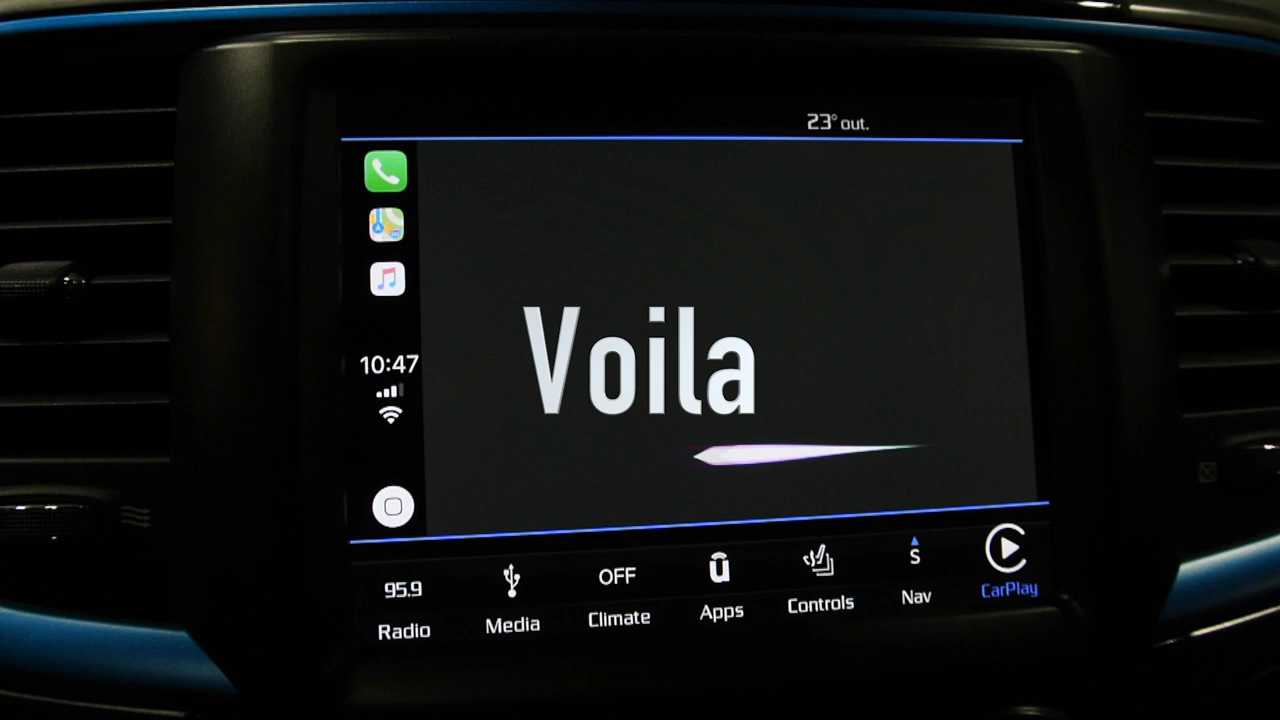 23° out.
10:47
Voila
95.9 OFF S
Radio Media Climate Apps Controls Nav CarPlay